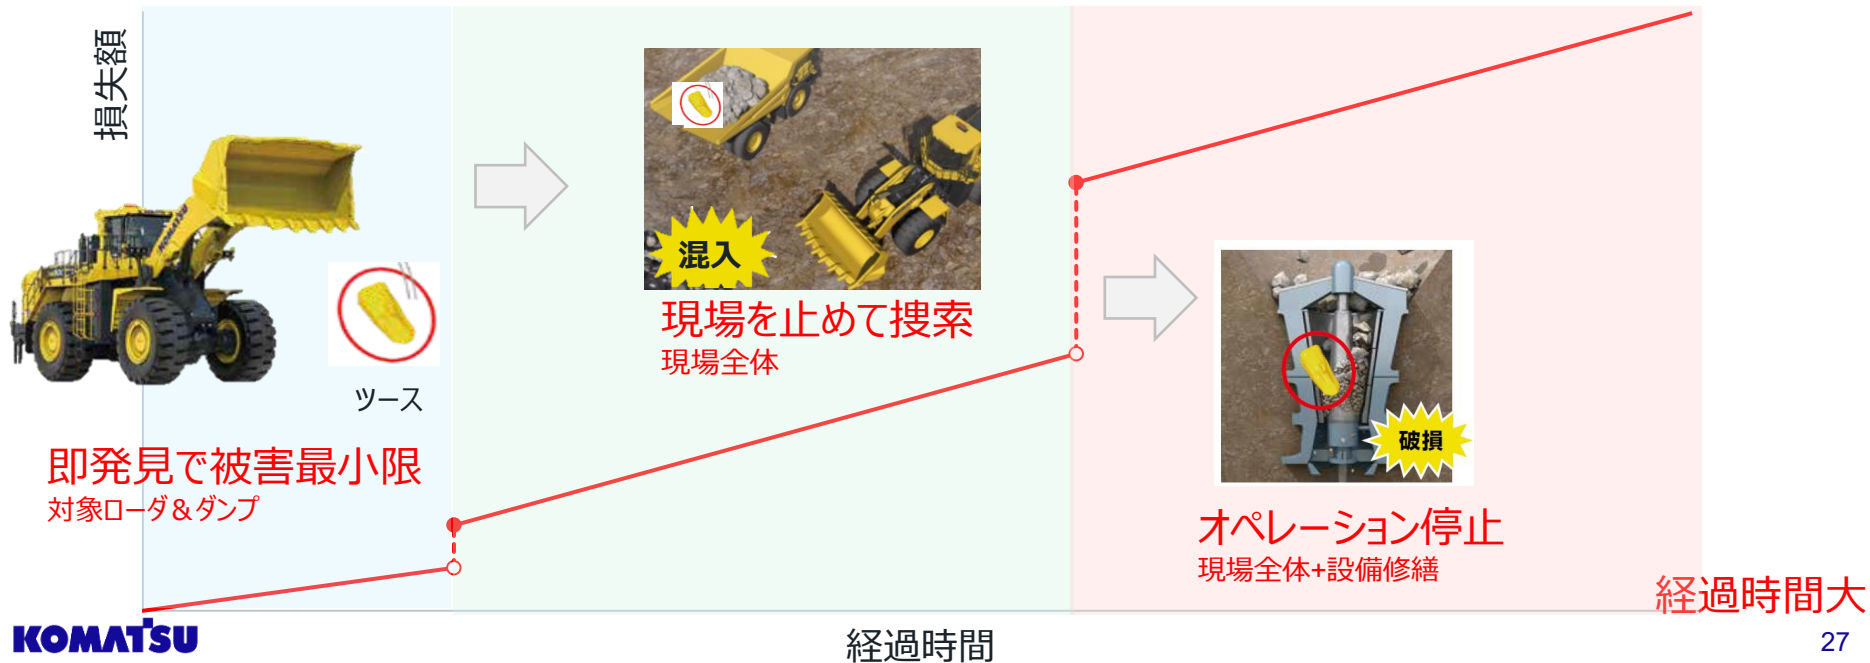 損失額
混入
現場を止めて捜索
現場全体
ツース
即発見で被害最小限
対象ローダ&ダンプ
破損
オペレーション停止
現場全体+設備修繕
経過時間大
経過時間
KOMATSU
27